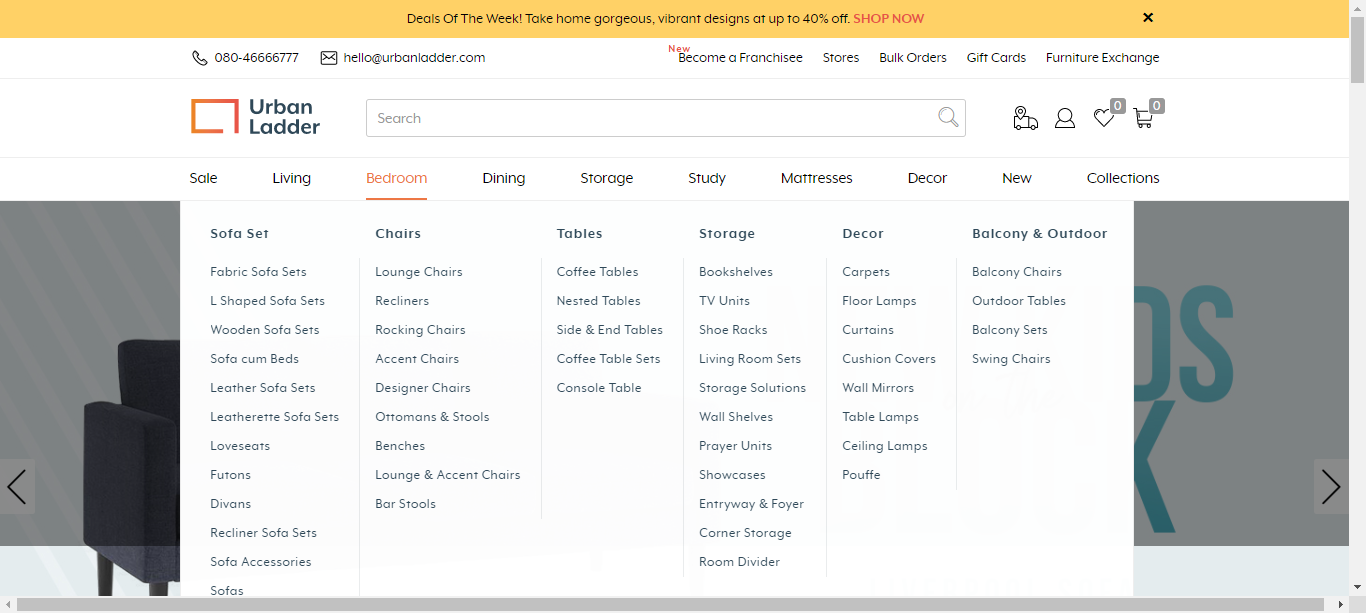 Deals Of The Week! Take home gorgeous, vibrant designs at up to 40% off. SHOP NOW
080-46666777 hello@urbanladder.com New Become a Franchisee Stores Bulk Orders Gift Cards Furniture Exchange
Urban
Ladder
Search
0 0
Sale Living Bedroom Dining Storage Study Mattresses Decor New Collections
Sofa Set
Fabric Sofa Sets
L Shaped Sofa Sets
Wooden Sofa Sets
Sofa cum Beds
Leather Sofa Sets
Leatherette Sofa Sets
Loveseats
Futons
Divans
Recliner Sofa Sets
Sofa Accessories
Sofas
Chairs
Lounge Chairs
Recliners
Rocking Chairs
Accent Chairs
Designer Chairs
Ottomans & Stools
Benches
Lounge & Accent Chairs
Bar Stools
Tables
Coffee Tables
Nested Tables
Side & End Tables
Coffee Table Sets
Console Table
Storage
Bookshelves
TV Units
Shoe Racks
Living Room Sets
Storage Solutions
Wall Shelves
Prayer Units
Showcases
Entryway & Foyer
Corner Storage
Room Divider
Decor
Carpets
Floor Lamps
Curtains
Cushion Covers
Wall Mirrors
Table Lamps
Ceiling Lamps
Pouffe
Balcony & Outdoor
Balcony Chairs
Outdoor Tables
Balcony Sets
Swing Chairs